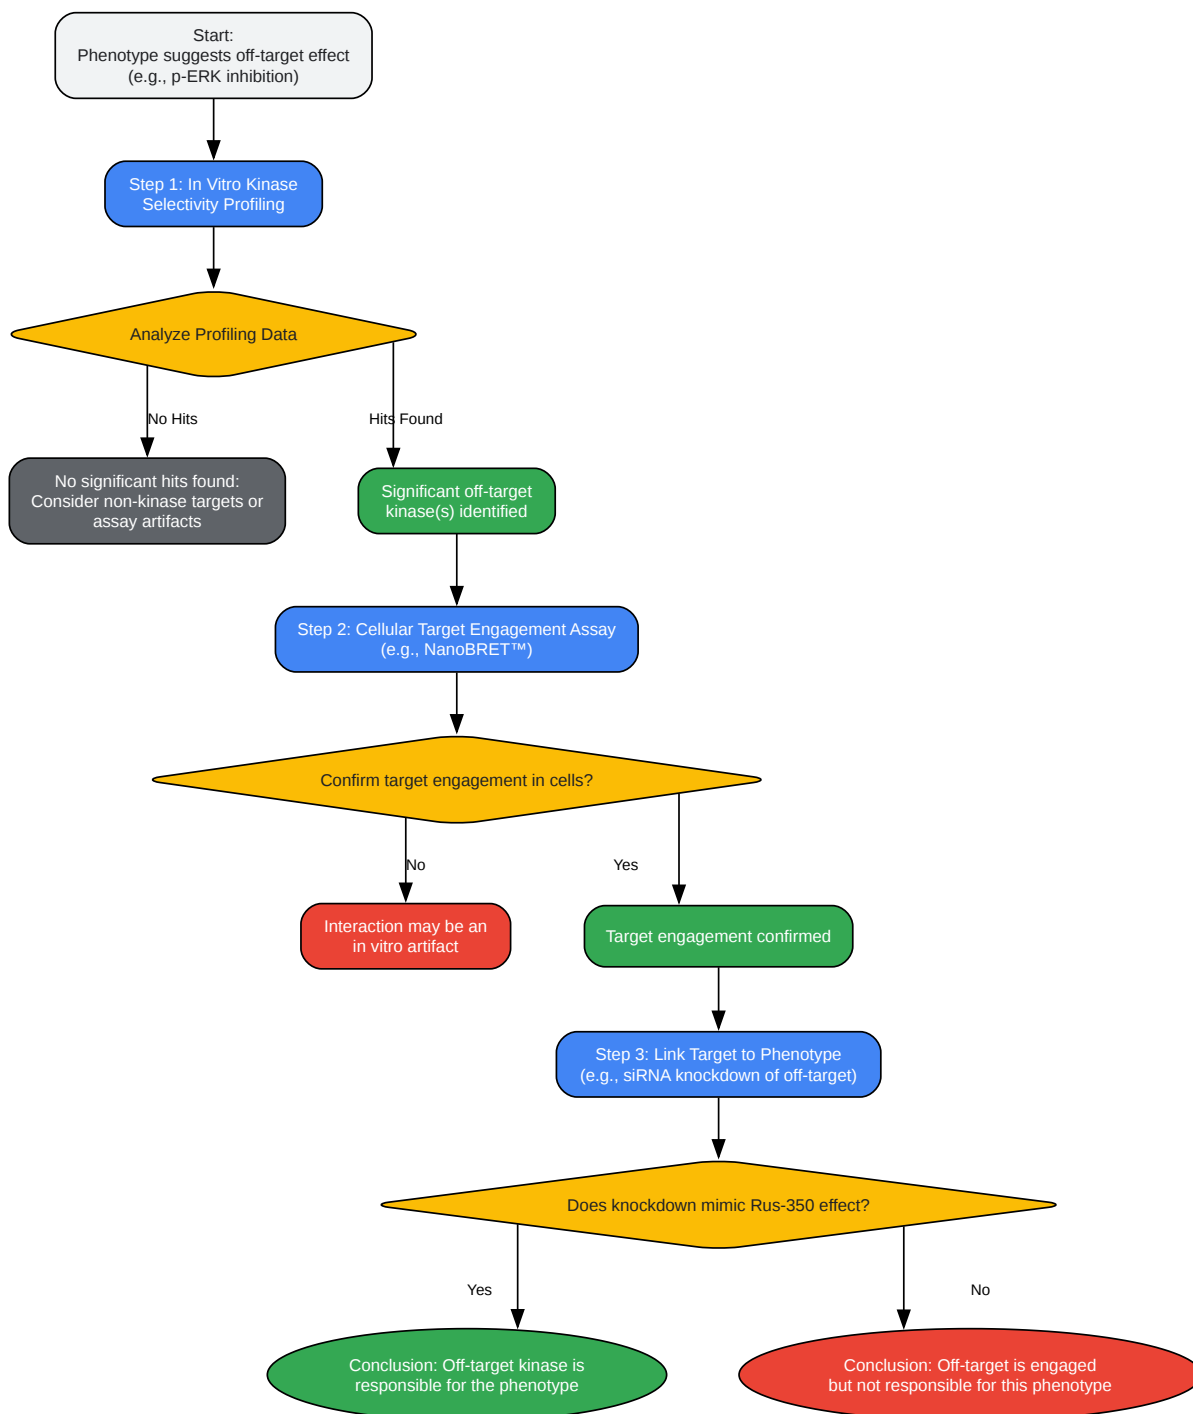 Start:
Phenotype suggests off-target effect
(e.g., p-ERK inhibition)
Step 1: In Vitro Kinase
Selectivity Profiling
Analyze Profiling Data
No Hits
Hits Found
No significant hits found:
Consider non-kinase targets or
assay artifacts
Significant off-target
kinase(s) identified
Step 2: Cellular Target Engagement Assay
(e.g., NanoBRET™)
Confirm target engagement in cells?
No
Yes
Interaction may be an
in vitro artifact
Target engagement confirmed
Step 3: Link Target to Phenotype
(e.g., siRNA knockdown of off-target)
Does knockdown mimic Rus-350 effect?
Yes
No
Conclusion: Off-target kinase is
responsible for the phenotype
Conclusion: Off-target is engaged
but not responsible for this phenotype